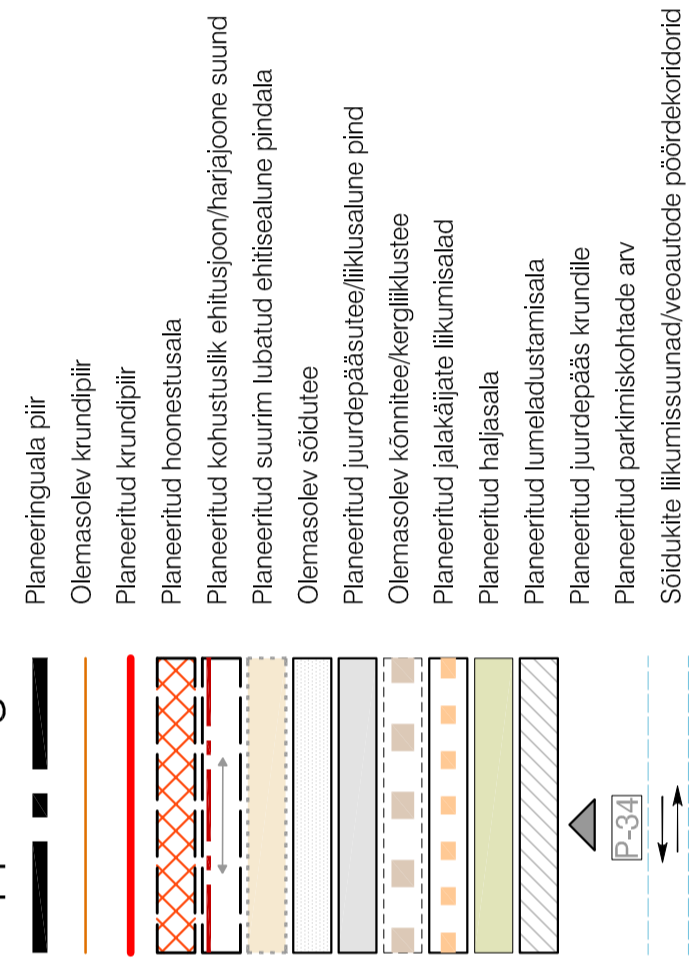 Planeeringuala piir
Olemasolev krundipiir
Planeeritud krundipiir
Planeeritud hoonestusala
Planeeritud kohustuslik ehitusjoon/harjajoone suund
Planeeritud suurim lubatud ehitisealune pindala
Olemasolev sõidutee
Planeeritud juurdepääsutee/liiklusalune pind
Olemasolev kõnnitee/kergliiklustee
Planeeritud jalakäijate liikumisalad
Planeeritud haljasala
Planeeritud lumeladustamisala
Planeeritud juurdepääs krundile
P-34 Planeeritud parkimiskohtade arv
Sõidukite liikumissuunad/veoautode pöördekoridorid